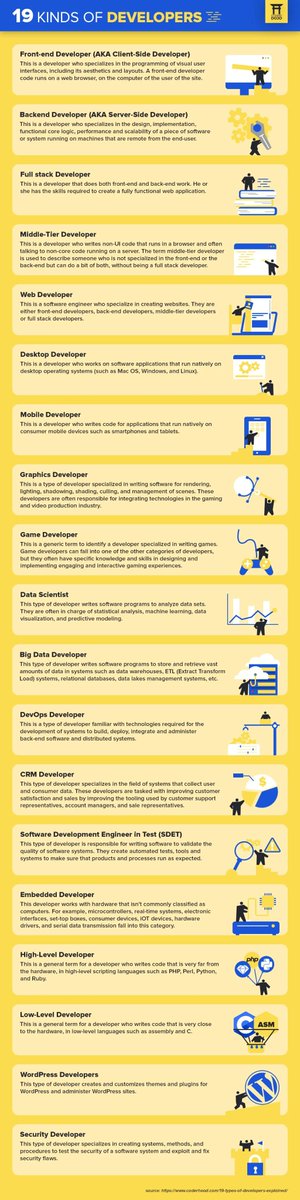 19 KINDS OF DEVELOPERS
DOJO
Front-end Developer (AKA Client-Side Developer)
This is a developer who specializes in the programming of visual user
interfaces, including its aesthetics and layouts. A front-end developer
code runs on a web browser, on the computer of the user of the site.
Backend Developer (AKA Server-Side Developer)
This is a developer who specializes in the design, implementation,
functional core logic, performance and scalability of a piece of software
or system running on machines that are remote from the end-user.
Full stack Developer
This is a developer that does both front-end and back-end work. He or
she has the skills required to create a fully functional web application.
Middle-Tier Developer
This is a developer who writes non-UI code that runs in a browser and often
talking to non-core code running on a server. The term middle-tier developer
is used to describe someone who is not specialized in the front-end or the
back-end but can do a bit of both, without being a full stack developer.
Web Developer
This is a software engineer who specialize in creating websites. They are
either front-end developers, back-end developers, middle-tier developers
or full stack developers.
Desktop Developer
This is a developer who works on software applications that run natively on
desktop operating systems (such as Mac OS, Windows, and Linux).
Mobile Developer
This is a developer who writes code for applications that run natively on
consumer mobile devices such as smartphones and tablets.
Graphics Developer
This is a type of developer specialized in writing software for rendering,
lighting, shadowing, shading, culling, and management of scenes. These
developers are often responsible for integrating technologies in the gaming
and video production industry.
Game Developer
This is a generic term to identify a developer specialized in writing games.
Game developers can fall into one of the other categories of developers,
but they often have specific knowledge and skills in designing and
implementing engaging and interactive gaming experiences.
Data Scientist
This type of developer writes software programs to analyze data sets.
They are often in charge of statistical analysis, machine learning, data
visualization, and predictive modeling.
Big Data Developer
This type of developer writes software programs to store and retrieve vast
amounts of data in systems such as data warehouses, ETL (Extract Transform
Load) systems, relational databases, data lakes management systems, etc.
DevOps Developer
This is a type of developer familiar with technologies required for the
development of systems to build, deploy, integrate and administer
back-end software and distributed systems.
CRM Developer
This type of developer specializes in the field of systems that collect user
and consumer data. These developers are tasked with improving customer
satisfaction and sales by improving the tooling used by customer support
representatives, account managers, and sale representatives.
Software Development Engineer in Test (SDET)
This type of developer is responsible for writing software to validate the
quality of software systems. They create automated tests, tools and
systems to make sure that products and processes run as expected.
Embedded Developer
This developer works with hardware that isn't commonly classified as
computers. For example, microcontrollers, real-time systems, electronic
interfaces, set-top boxes, consumer devices, iOT devices, hardware
drivers, and serial data transmission fall into this category.
High-Level Developer
This is a general term for a developer who writes code that is very far from
the hardware, in high-level scripting languages such as PHP, Perl, Python,
and Ruby.
php
Low-Level Developer
This is a general term for a developer who writes code that is very close
to the hardware, in low-level languages such as assembly and C.
C ASM
WordPress Developers
This type of developer creates and customizes themes and plugins for
WordPress and administer WordPress sites.
W
Security Developer
This type of developer specializes in creating systems, methods, and
procedures to test the security of a software system and exploit and fix
security flaws.
source: https://www.coderhood.com/19-types-of-developers-explained/